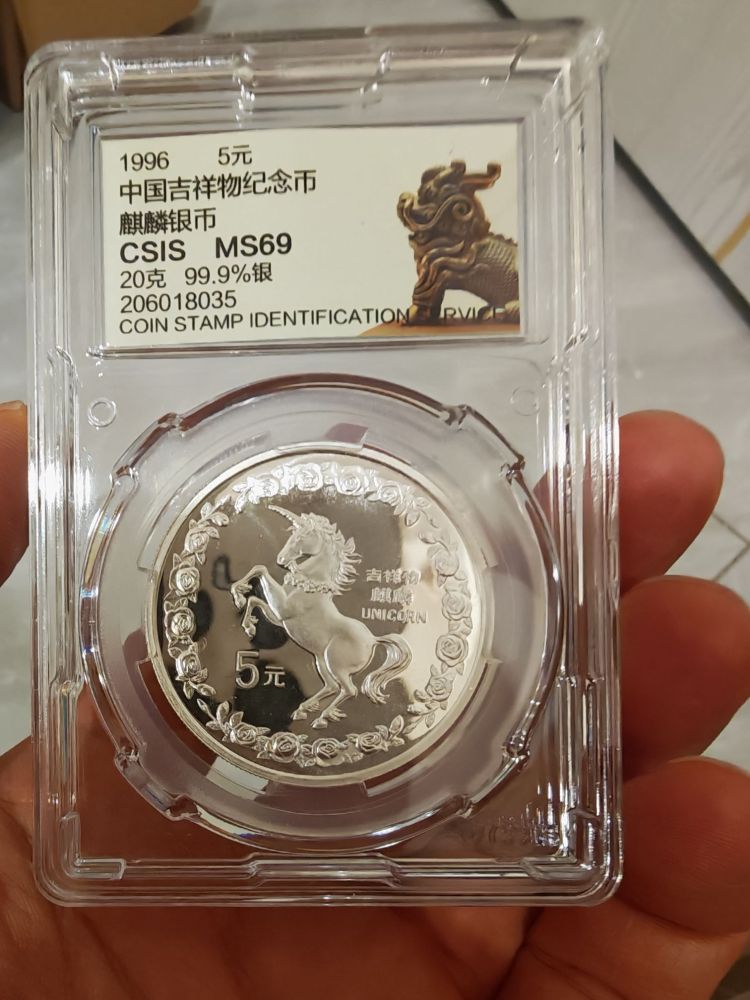 1996 5元
中国吉祥物纪念币
麒麟银币
CSIS MS69
20克 99.9%银
206018035
COIN STAMP IDENTIFICATION SERVICE
吉祥物
麒麟
UNICORN
5元